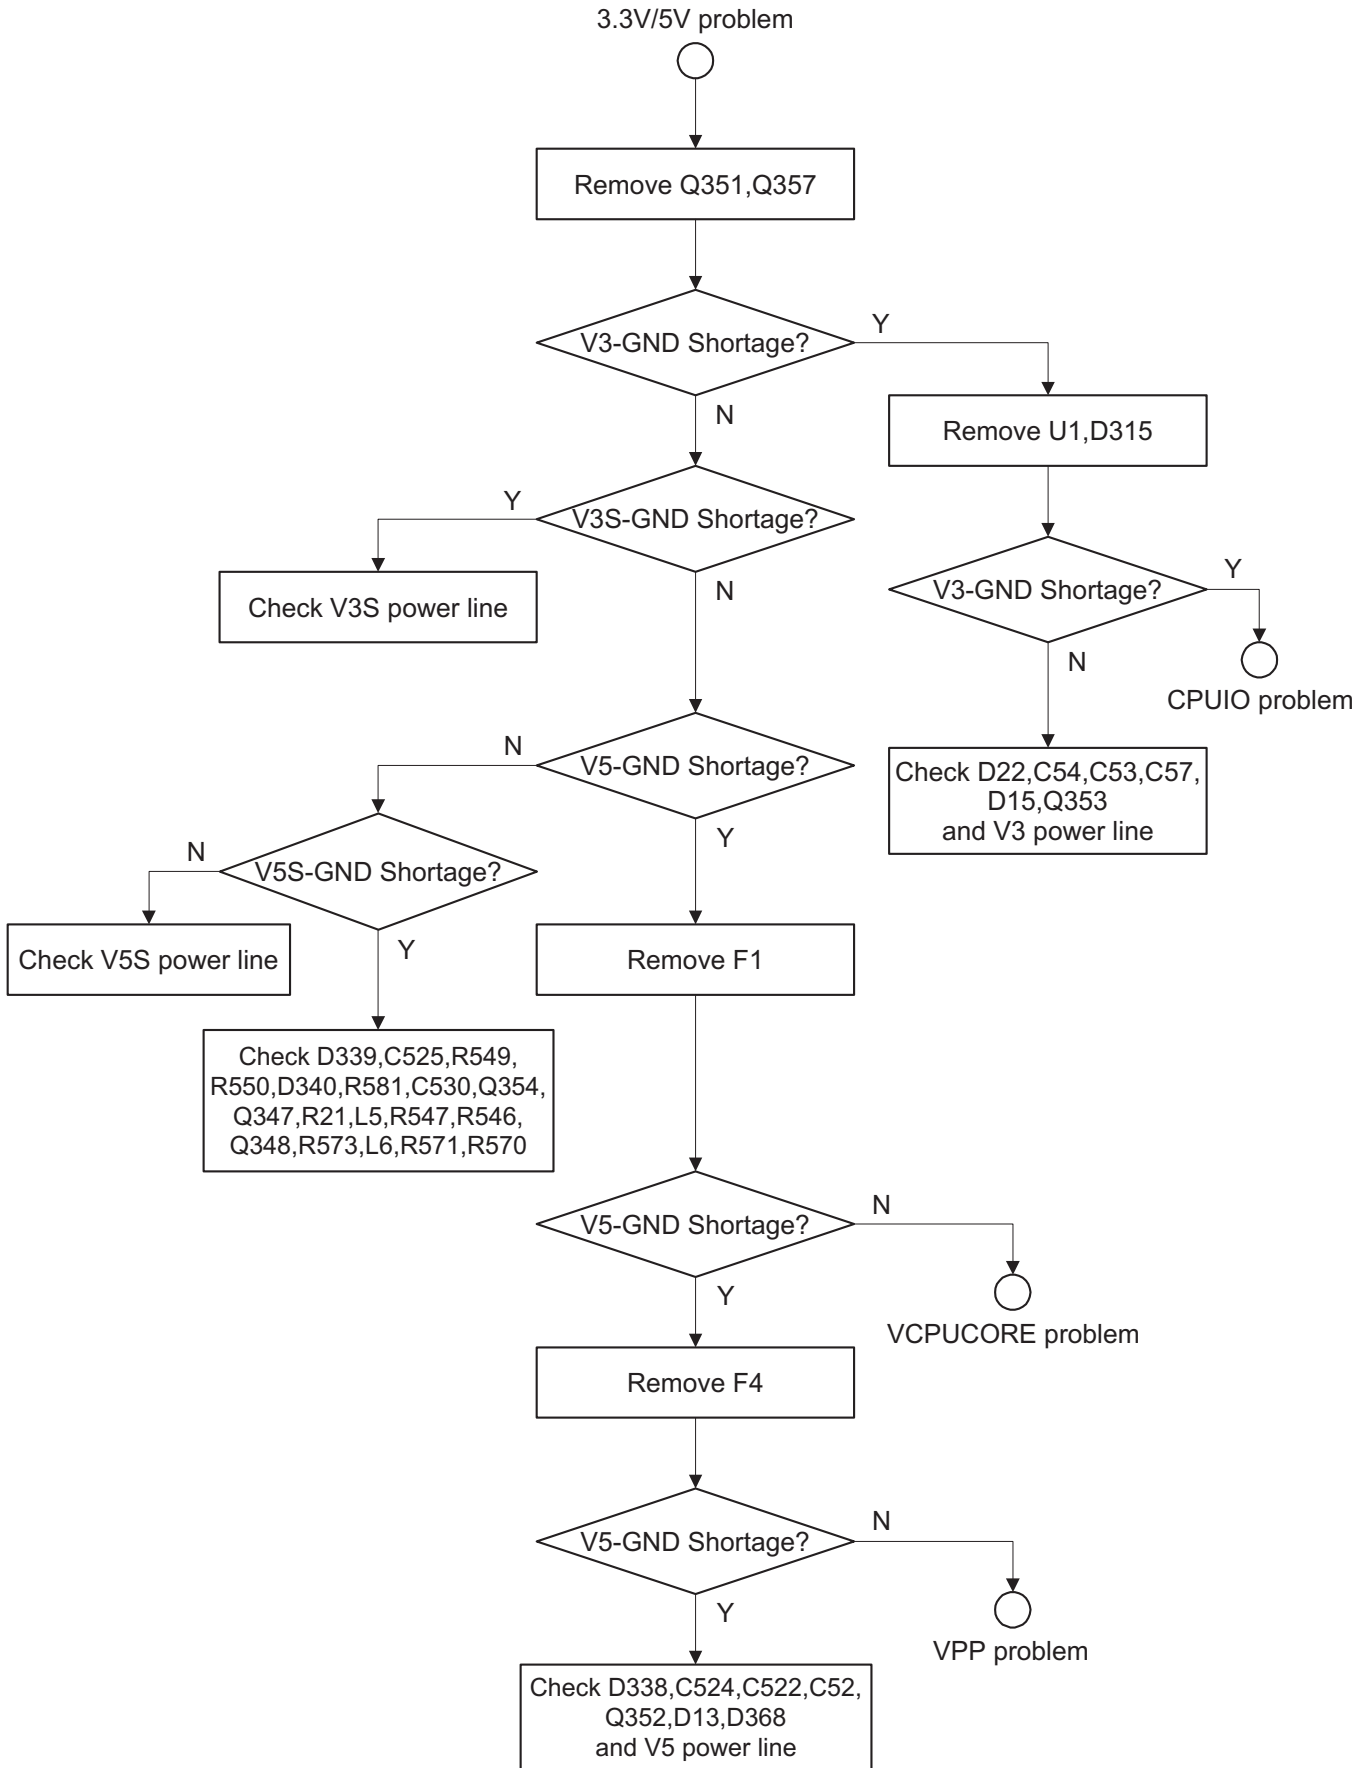 3.3V/5V problem
Remove Q351,Q357
V3-GND Shortage?
Y
N
Remove U1,D315
V3S-GND Shortage?
Y
N
Check V3S power line
V3-GND Shortage?
Y
N
CPUIO problem
Check D22,C54,C53,C57,
D15,Q353
and V3 power line
V5-GND Shortage?
N
Y
V5S-GND Shortage?
N
Y
Check V5S power line
Remove F1
Check D339,C525,R549,
R550,D340,R581,C530,Q354,
Q347,R21,L5,R547,R546,
Q348,R573,L6,R571,R570
V5-GND Shortage?
N
Y
VCPUCORE problem
Remove F4
V5-GND Shortage?
N
Y
VPP problem
Check D338,C524,C522,C52,
Q352,D13,D368
and V5 power line